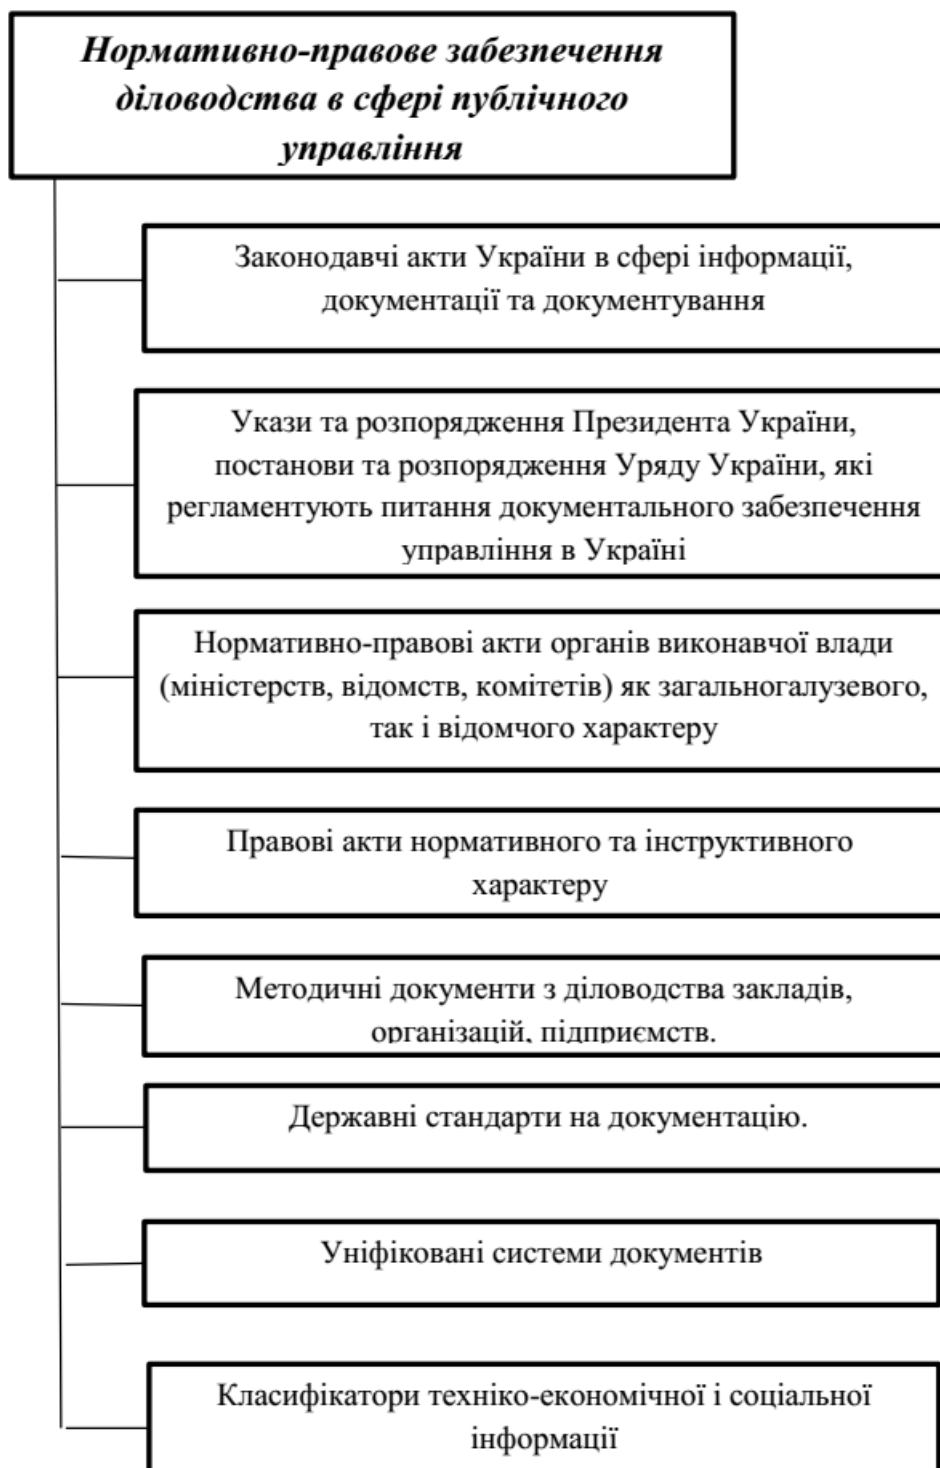 Нормативно-правове забезпечення
діловодства в сфері публічного
управління
Законодавчі акти України в сфері інформації,
документації та документування
Укази та розпорядження Президента України,
постанови та розпорядження Уряду України, які
регламентують питання документального забезпечення
управління в Україні
Нормативно-правові акти органів виконавчої влади
(міністерств, відомств, комітетів) як загальногалузевого,
так і відомчого характеру
Правові акти нормативного та інструктивного
характеру
Методичні документи з діловодства закладів,
організацій, підприємств.
Державні стандарти на документацію.
Уніфіковані системи документів
Класифікатори техніко-економічної і соціальної
інформації